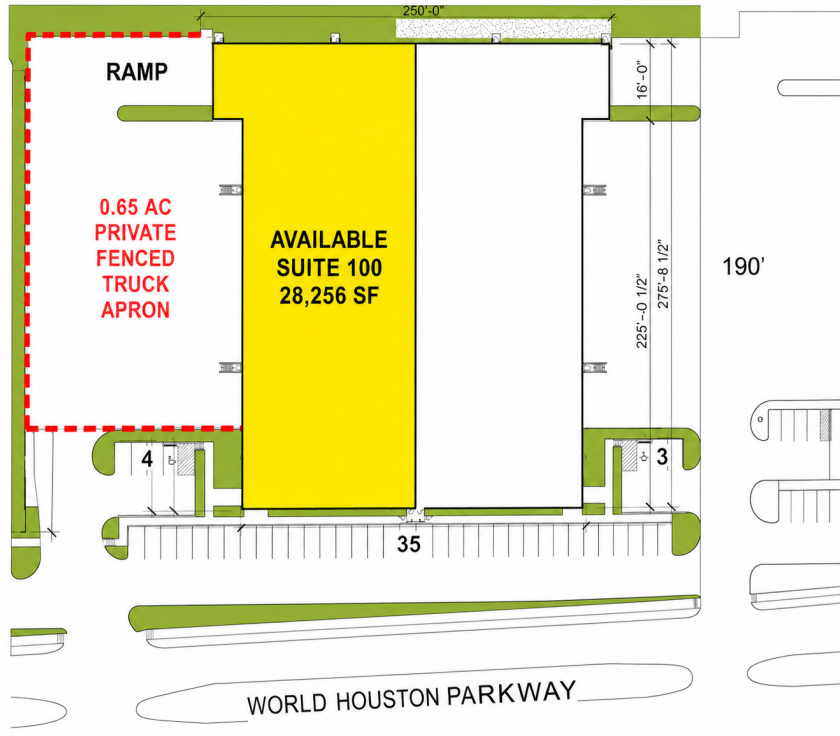 250'-0"
RAMP
16'-0"
0.65 AC
PRIVATE
FENCED
TRUCK
APRON
AVAILABLE
SUITE 100
28,256 SF
225'-0 1/2"
275'-8 1/2"
190'
4
3
35
WORLD HOUSTON PARKWAY